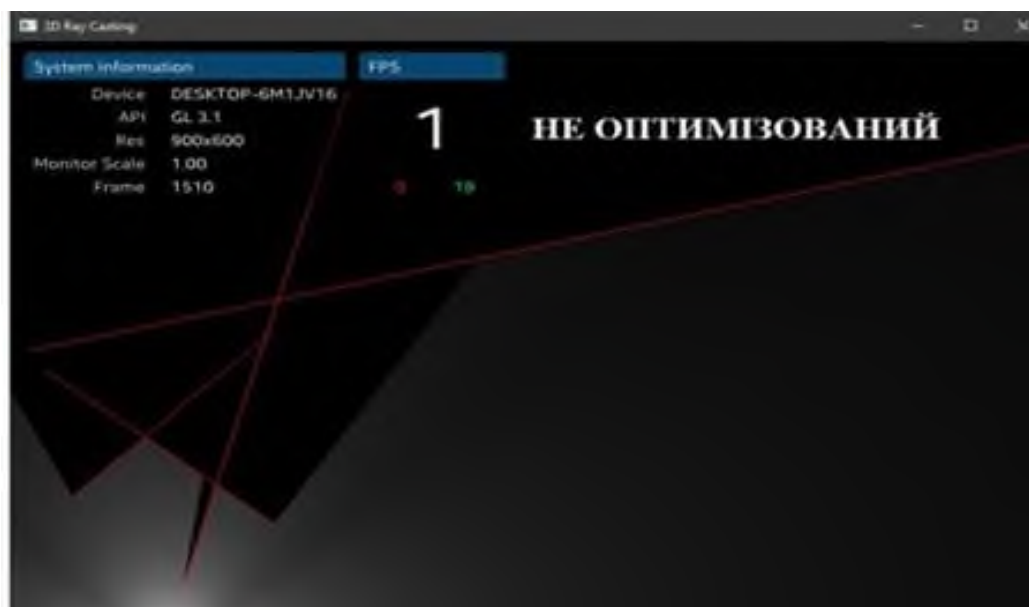 2D Ray Casting
System information
Device DESKTOP-6M1JV16
API GL 3.1
Res 900x600
Monitor Scale 1.00
Frame 1510
FPS
1
НЕ ОПТИМІЗОВАНИЙ